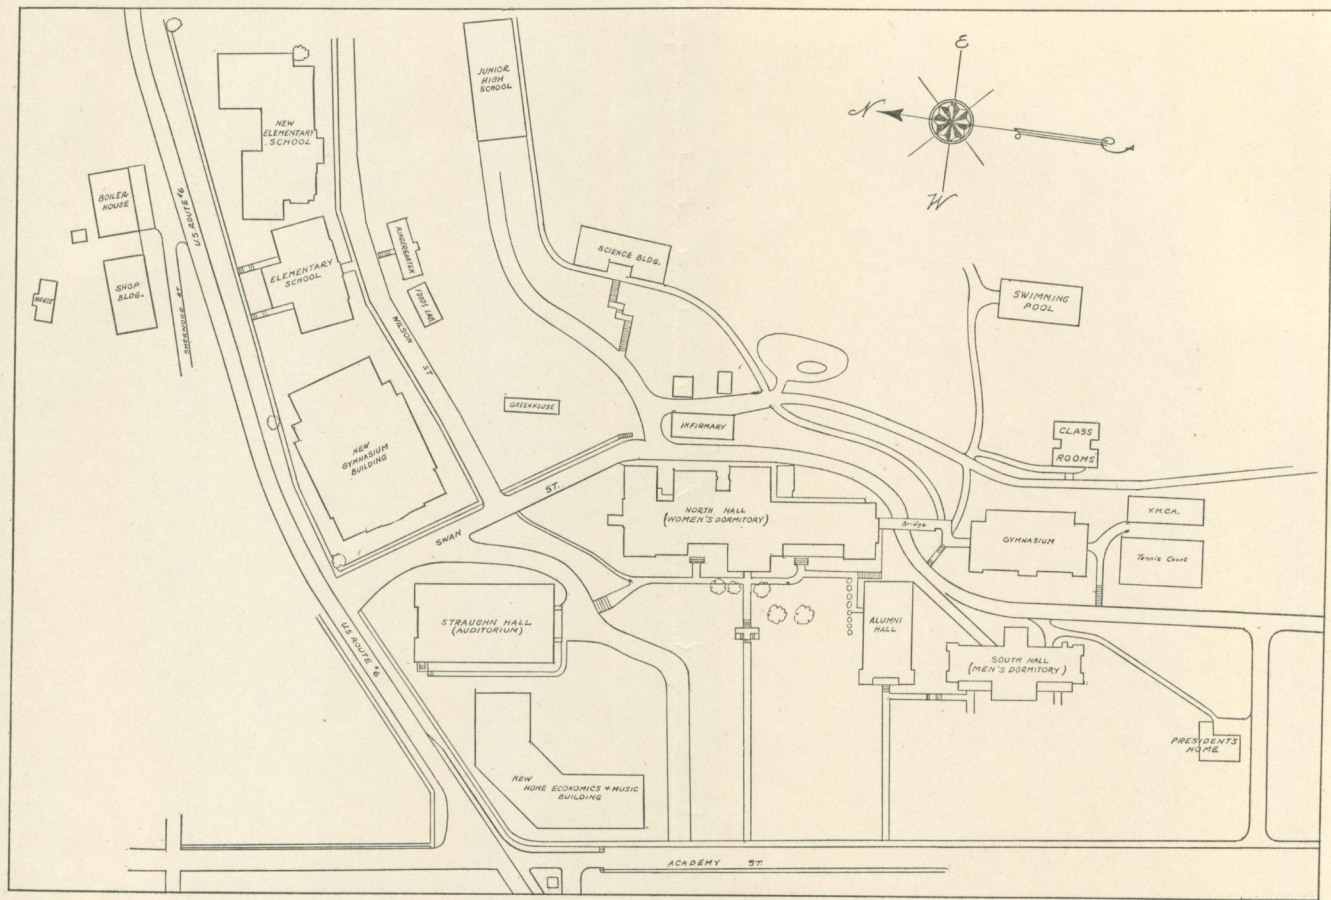 E
N
W
JUNIOR
HIGH
SCHOOL
NEW
ELEMENTARY
SCHOOL
BOILER
HOUSE
U.S. ROUTE #6
KINDERGARTEN
SCIENCE BLDG.
ELEMENTARY
SCHOOL
SHOP
BLDG.
HOUSE
FOODS LAB.
SWIMMING
POOL
SHERWOOD ST
WILSON ST
GREENHOUSE
INFIRMARY
CLASS
ROOMS
NEW
GYMNASIUM
BUILDING
SWAN ST.
NORTH HALL
(WOMEN'S DORMITORY)
Bridge
GYMNASIUM
Y.M.C.A.
Tennis Court
STRAUGHN HALL
(AUDITORIUM)
ALUMNI
HALL
U.S. ROUTE #6
SOUTH HALL
(MEN'S DORMITORY)
PRESIDENTS
HOME
NEW
HOME ECONOMICS + MUSIC
BUILDING
ACADEMY ST.